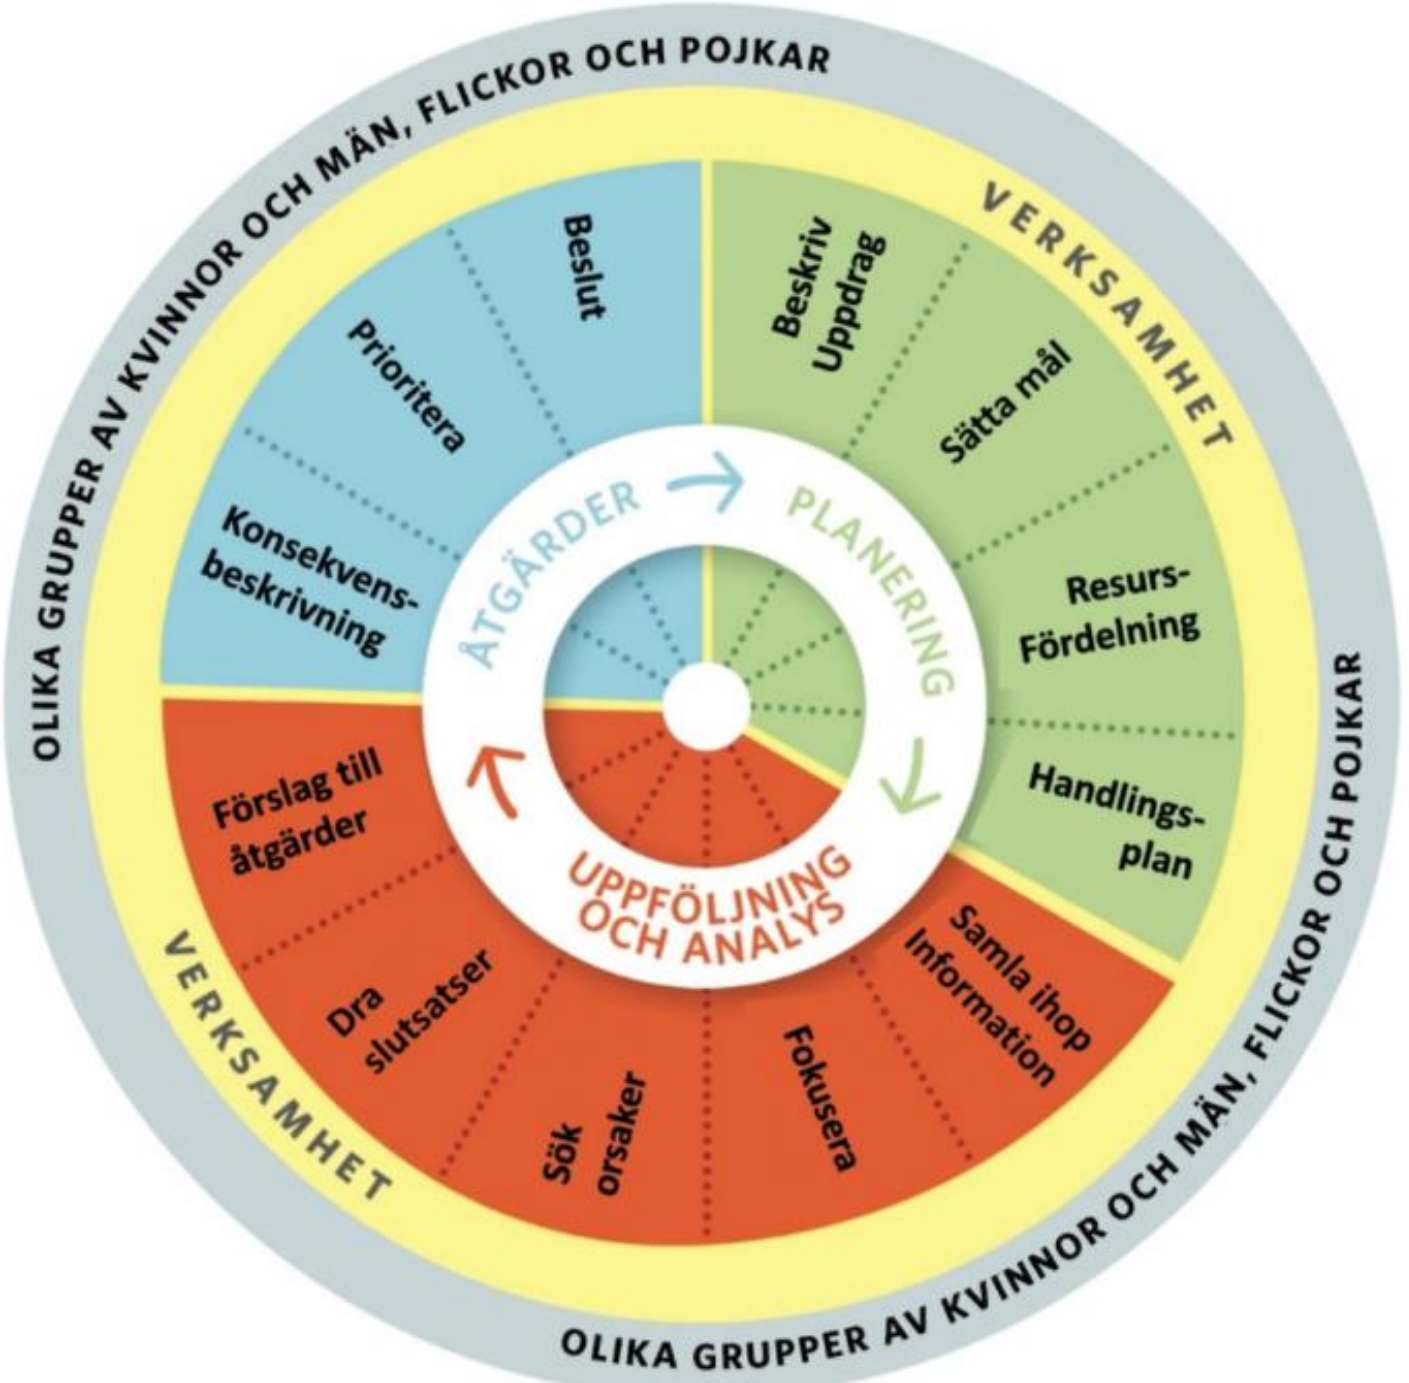 OLIKA GRUPPER AV KVINNOR OCH MÄN, FLICKOR OCH POJKAR
VERKSAMHET
Beskriv
Uppdrag
Sätta mål
Resurs-
Fördelning
Handlings-
plan
Samla ihop
Information
Fokusera
Sök
orsaker
Dra
slutsatser
Förslag till
åtgärder
Konsekvens-
beskrivning
Prioritera
Beslut
ÅTGÄRDER
PLANERING
UPPFÖLJNING
OCH ANALYS
VERKSAMHET
OLIKA GRUPPER AV KVINNOR OCH MÄN, FLICKOR OCH POJKAR